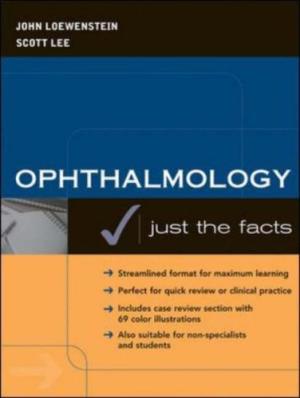 JOHN LOEWENSTEIN
SCOTT LEE
OPHTHALMOLOGY
just the facts
Streamlined format for maximum learning
Perfect for quick review or clinical practice
Includes case review section with
69 color illustrations
Also suitable for non-specialists
and students